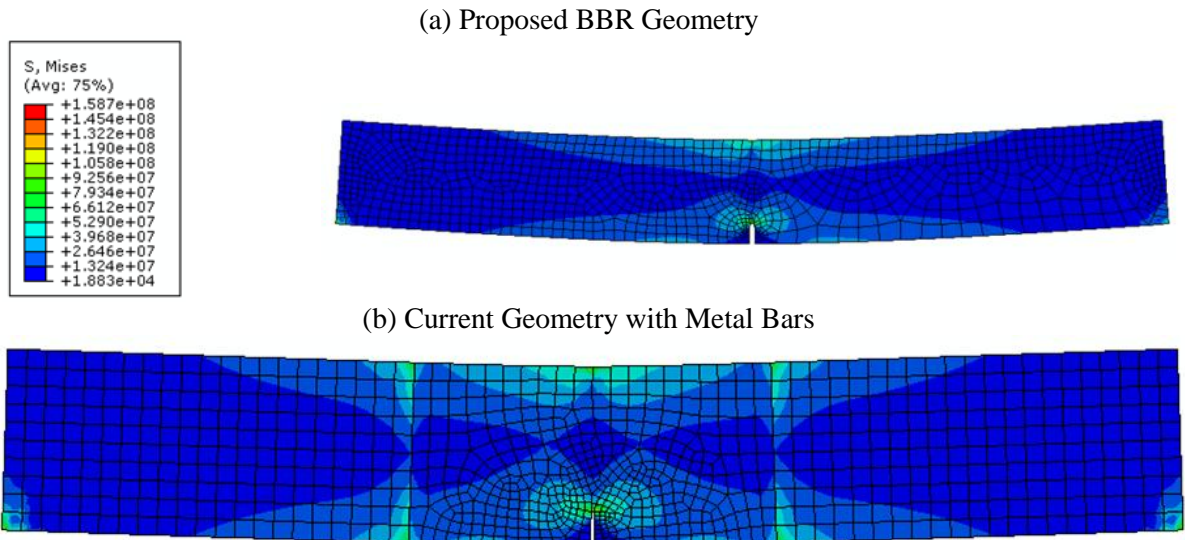 (a) Proposed BBR Geometry
S, Mises
(Avg: 75%)
+1.587e+08
+1.454e+08
+1.322e+08
+1.190e+08
+1.058e+08
+9.256e+07
+7.934e+07
+6.612e+07
+5.290e+07
+3.968e+07
+2.646e+07
+1.324e+07
+1.883e+04
(b) Current Geometry with Metal Bars